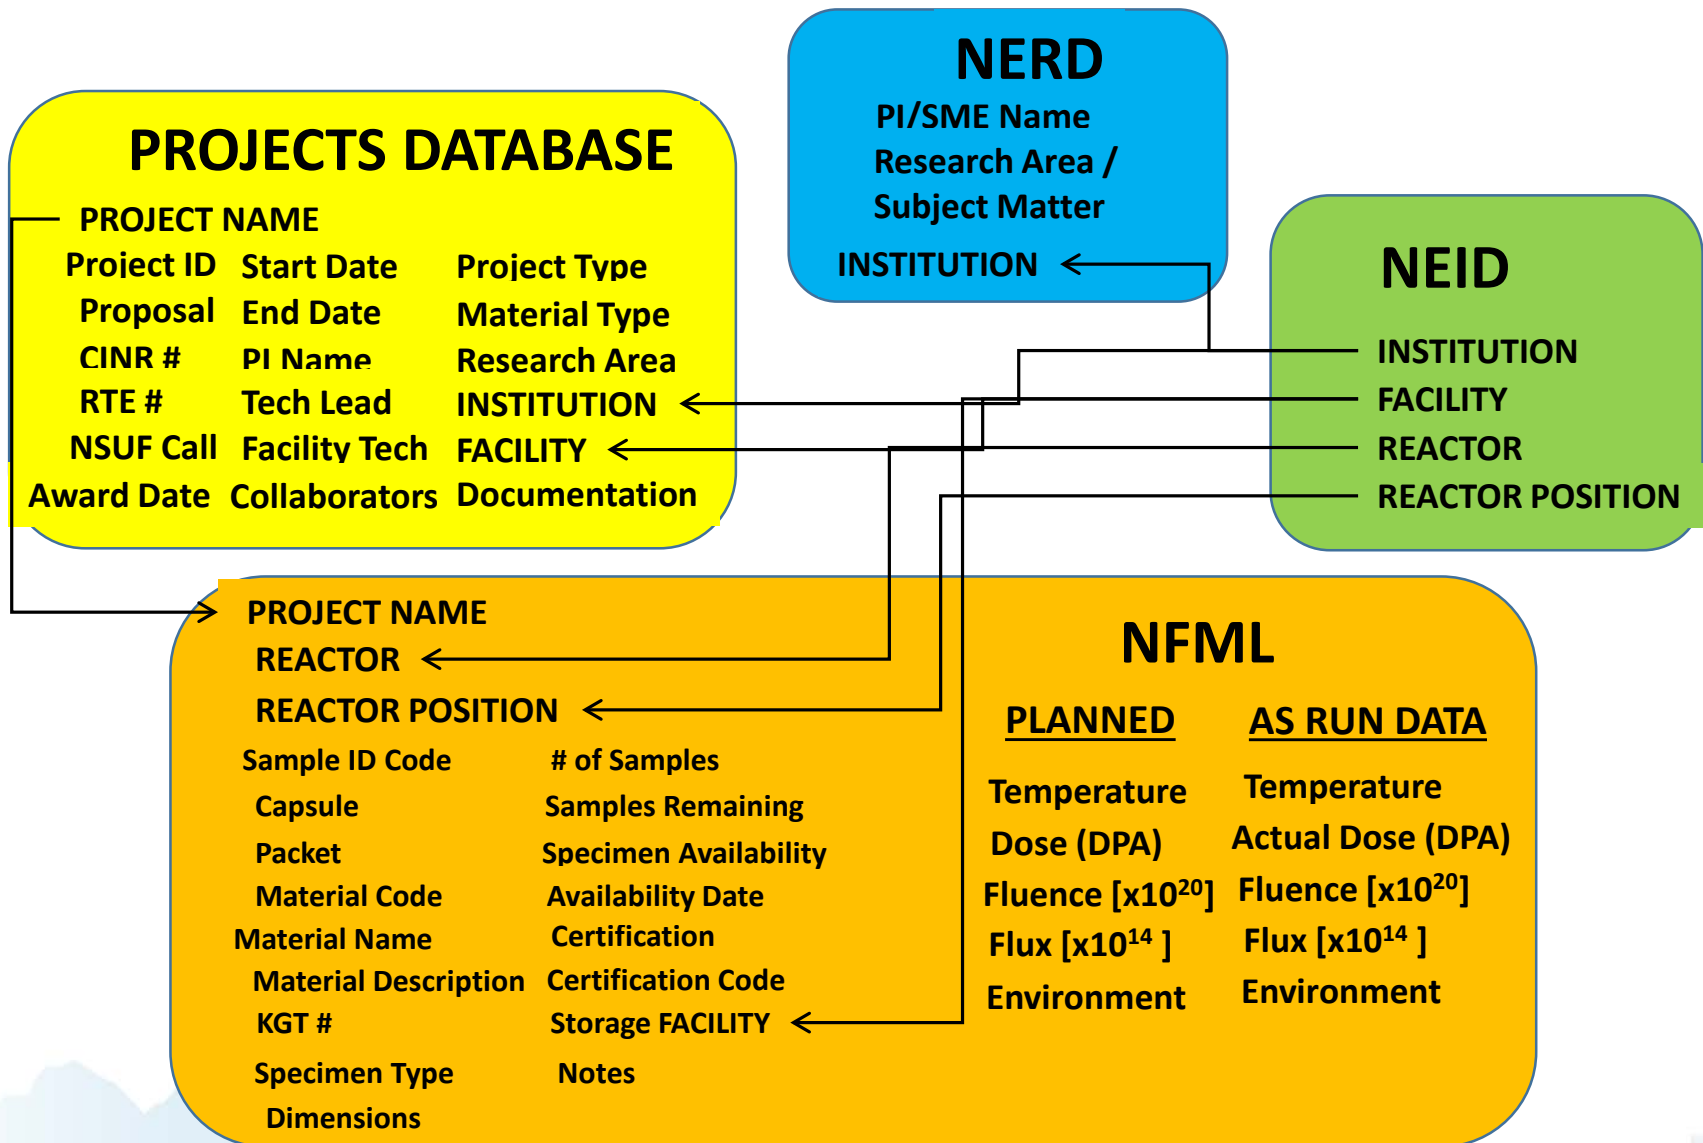 NERD
PI/SME Name
Research Area /
Subject Matter
INSTITUTION
PROJECTS DATABASE
PROJECT NAME
Project ID Start Date Project Type
Proposal End Date Material Type
CINR # PI Name Research Area
RTE # Tech Lead INSTITUTION
NSUF Call Facility Tech FACILITY
Award Date Collaborators Documentation
NEID
INSTITUTION
FACILITY
REACTOR
REACTOR POSITION
NFML
PROJECT NAME
REACTOR
REACTOR POSITION
Sample ID Code # of Samples
Capsule Samples Remaining
Packet Specimen Availability
Material Code Availability Date
Material Name Certification
Material Description Certification Code
KGT # Storage FACILITY
Specimen Type Notes
Dimensions
PLANNED AS RUN DATA
Temperature Temperature
Dose (DPA) Actual Dose (DPA)
Fluence [x10²⁰] Fluence [x10²⁰]
Flux [x10¹⁴ ] Flux [x10¹⁴ ]
Environment Environment